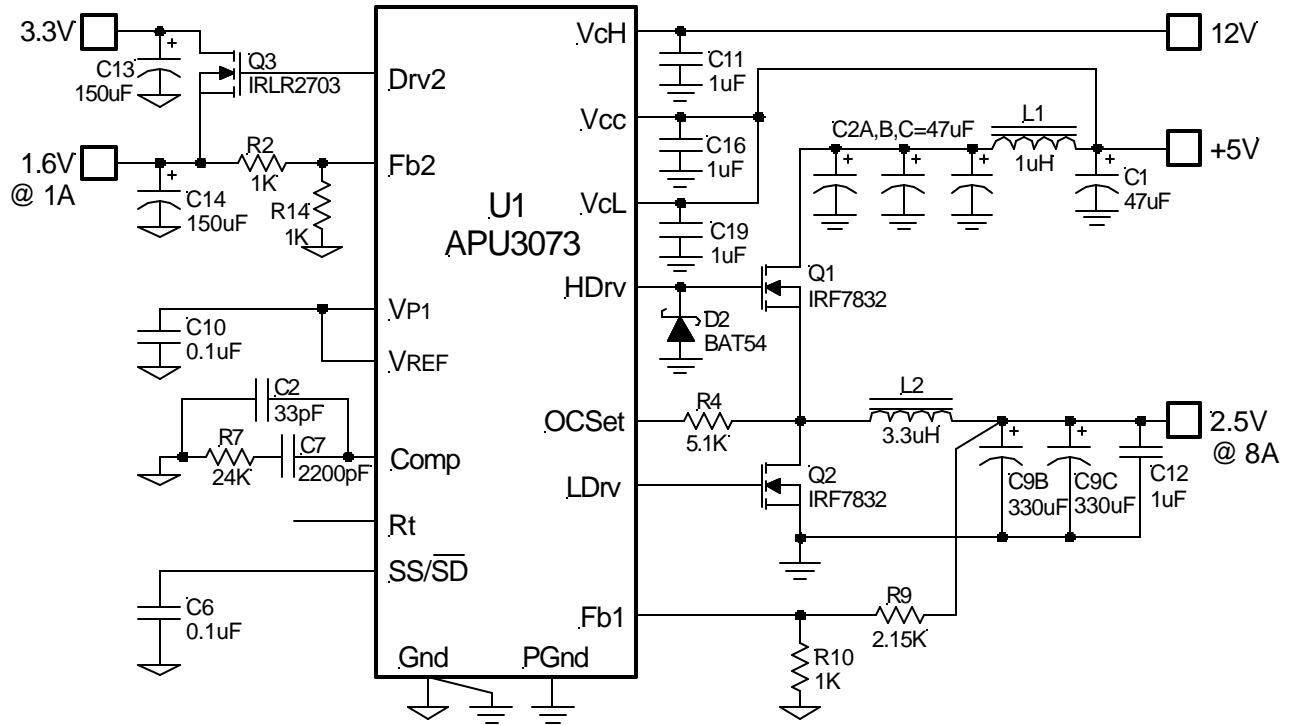 3.3V
+
C13
150uF
Q3
IRLR2703
Drv2
1.6V
@ 1A
+
C14
150uF
R2
1K
R14
1K
Fb2
C10
0.1uF
VP1
VREF
C2
33pF
R7
24K
C7
2200pF
Comp
Rt
SS/SD
C6
0.1uF
U1
APU3073
Gnd
PGnd
VcH
12V
C11
1uF
Vcc
C16
1uF
VcL
C19
1uF
C2A,B,C=47uF
+
+
+
L1
1uH
+
C1
47uF
+5V
HDrv
D2
BAT54
Q1
IRF7832
OCSet
R4
5.1K
L2
3.3uH
2.5V
@ 8A
LDrv
Q2
IRF7832
+
C9B
330uF
+
C9C
330uF
C12
1uF
Fb1
R9
2.15K
R10
1K